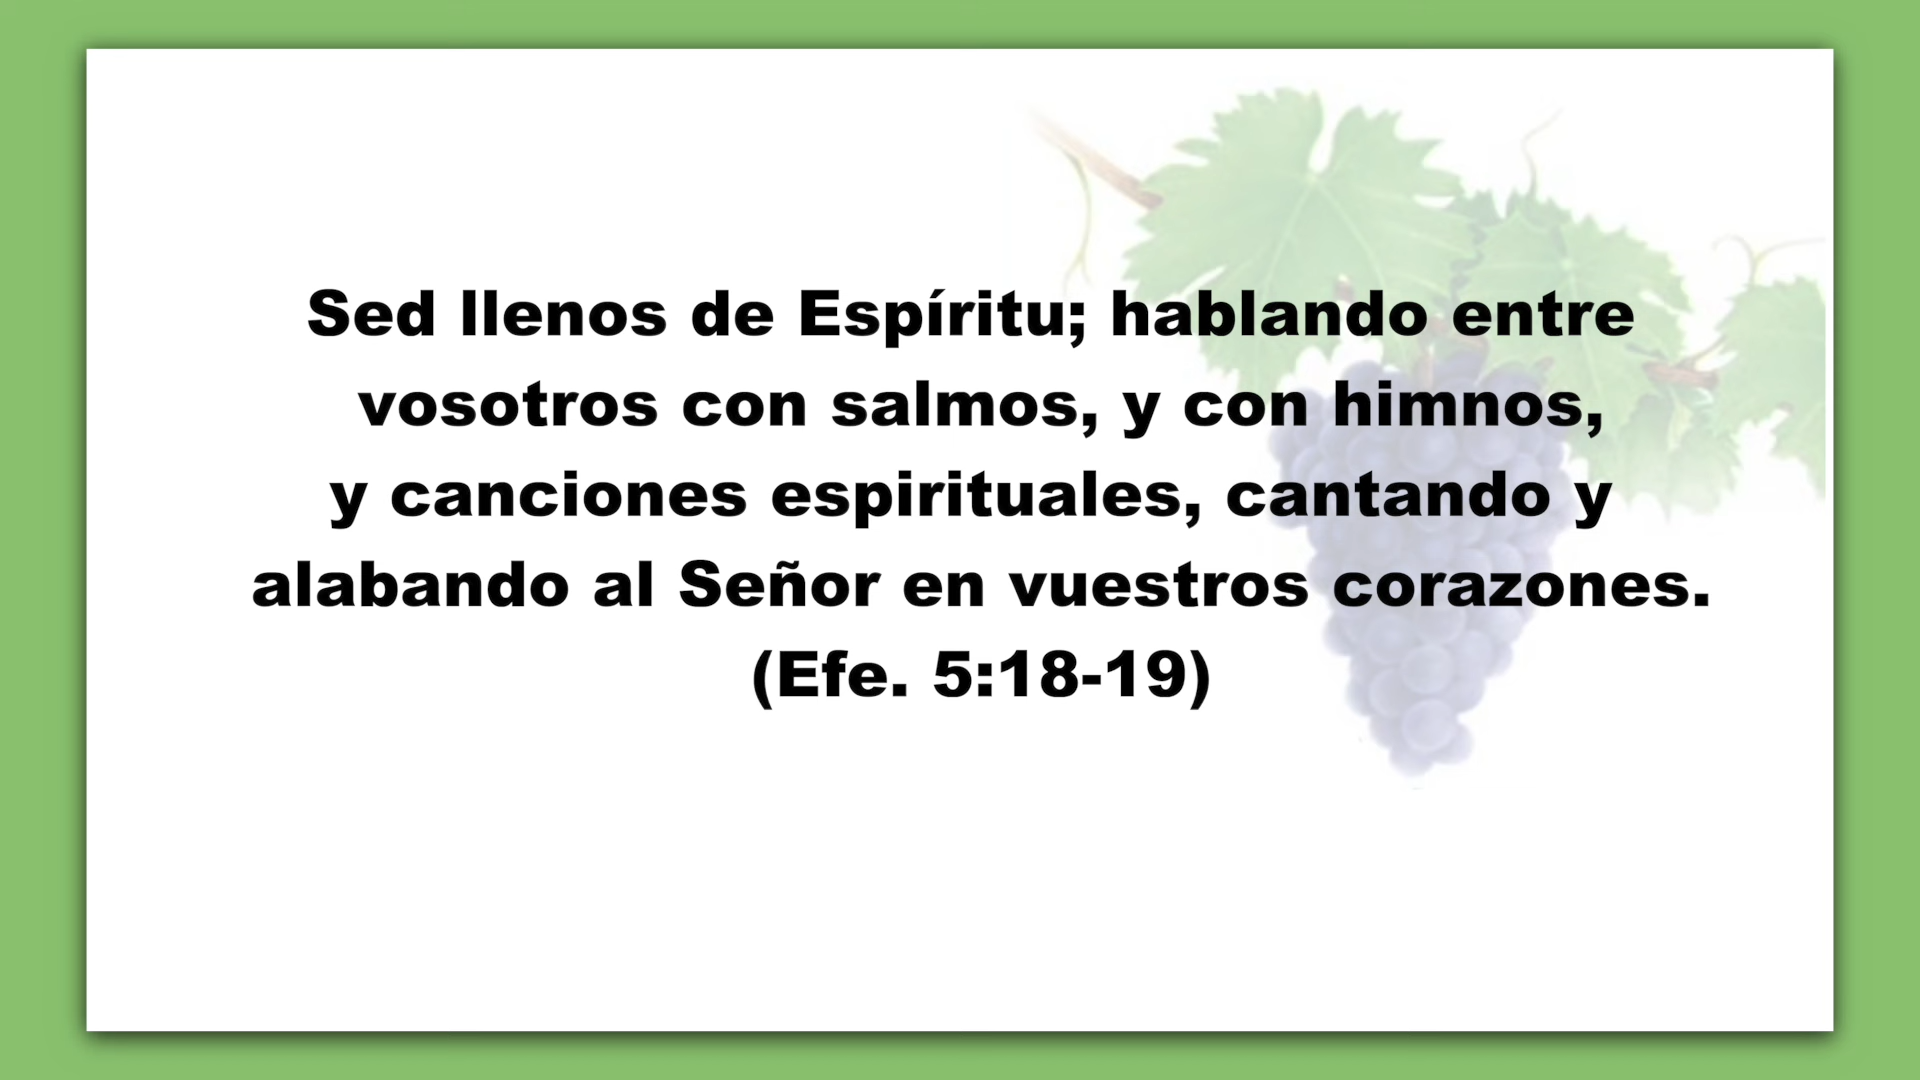 Sed llenos de Espíritu; hablando entre
vosotros con salmos, y con himnos,
y canciones espirituales, cantando y
alabando al Señor en vuestros corazones.
(Efe. 5:18-19)